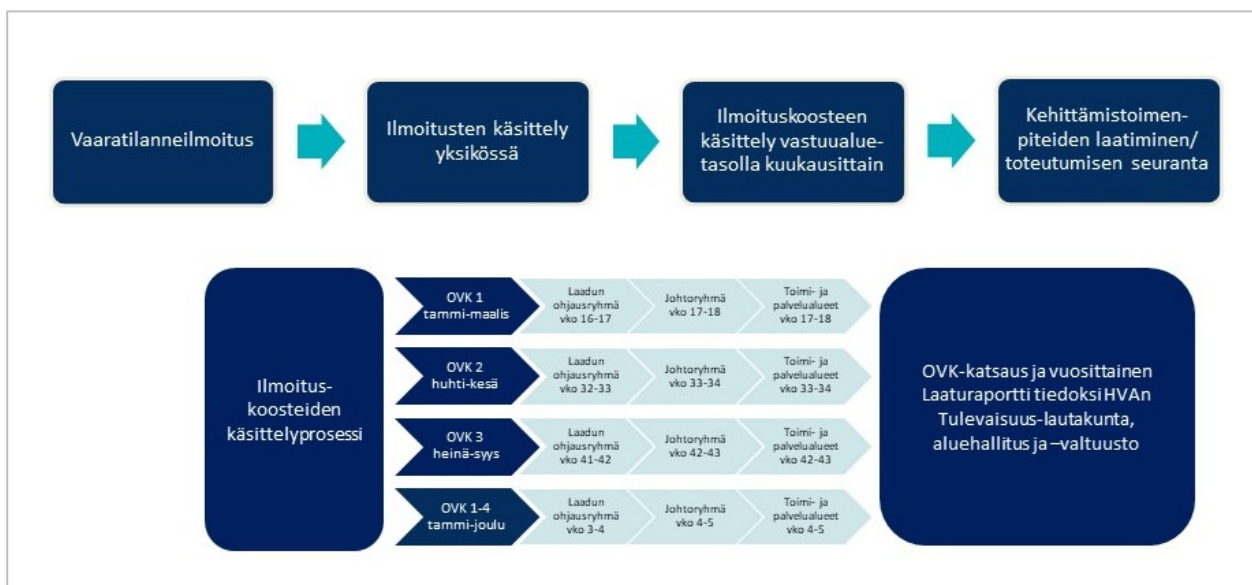 Vaaratilanneilmoitus
Ilmoitusten käsittely
yksikössä
Ilmoituskoosteen
käsittely vastuualue-
tasolla kuukausittain
Kehittämistoimen-
piteiden laatiminen/
toteutumisen seuranta
Ilmoitus-
koosteiden
käsittelyprosessi
OVK 1
tammi-maalis
Laadun
ohjausryhmä
vko 16-17
Johtoryhmä
vko 17-18
Toimi- ja
palvelualueet
vko 17-18
OVK 2
huhti-kesä
Laadun
ohjausryhmä
vko 32-33
Johtoryhmä
vko 33-34
Toimi- ja
palvelualueet
vko 33-34
OVK 3
heinä-syys
Laadun
ohjausryhmä
vko 41-42
Johtoryhmä
vko 42-43
Toimi- ja
palvelualueet
vko 42-43
OVK 1-4
tammi-joulu
Laadun
ohjausryhmä
vko 3-4
Johtoryhmä
vko 4-5
Toimi- ja
palvelualueet
vko 4-5
OVK-katsaus ja vuosittainen
Laaturaportti tiedoksi HVAn
Tulevaisuus-lautakunta,
aluehallitus ja –valtuusto